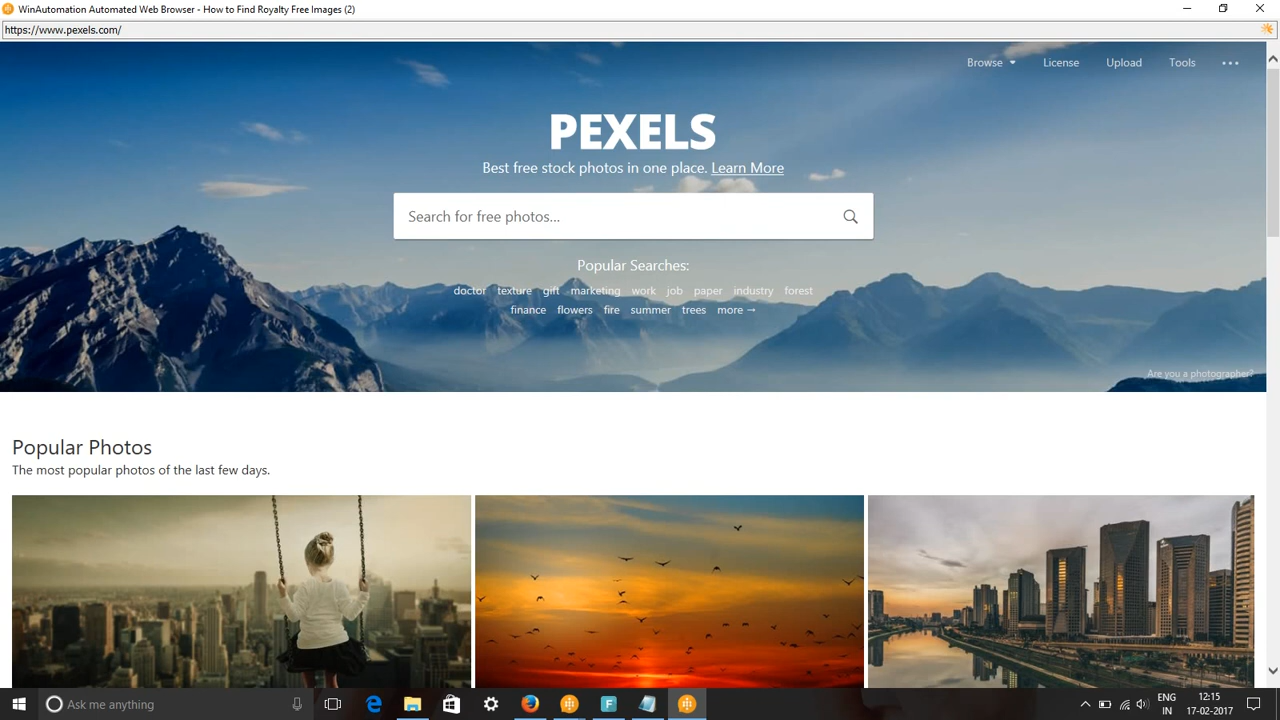 WinAutomation Automated Web Browser - How to Find Royalty Free Images (2)
https://www.pexels.com/
Browse License Upload Tools
PEXELS
Best free stock photos in one place. Learn More
Search for free photos...
Popular Searches:
doctor texture gift marketing work job paper industry forest
finance flowers fire summer trees more →
Are you a photographer?
Popular Photos
The most popular photos of the last few days.
Ask me anything
ENG 12:15
IN 17-02-2017